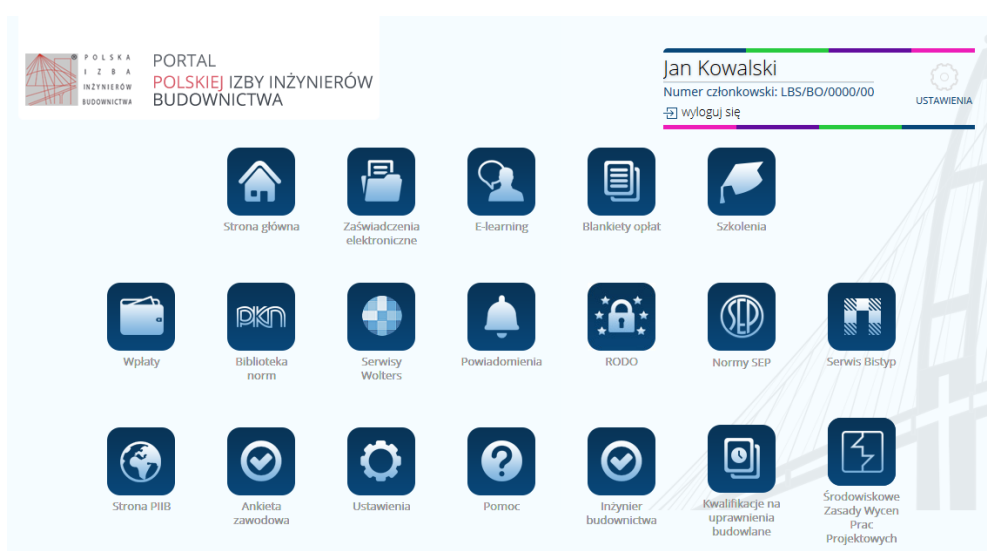 POLSKA
IZBA
INŻYNIERÓW
BUDOWNICTWA
PORTAL
POLSKIEJ IZBY INŻYNIERÓW
BUDOWNICTWA
Jan Kowalski
Numer członkowski: LBS/BO/0000/00
wyloguj się
USTAWIENIA
Strona główna
Zaświadczenia
elektroniczne
E-learning
Blankiety opłat
Szkolenia
Wpłaty
PKN
Biblioteka
norm
Serwisy
Wolters
Powiadomienia
RODO
SEP
Normy SEP
Serwis Bistyp
Strona PIIB
Ankieta
zawodowa
Ustawienia
?
Pomoc
Inżynier
budownictwa
Kwalifikacje na
uprawnienia
budowlane
Środowiskowe
Zasady Wycen
Prac
Projektowych